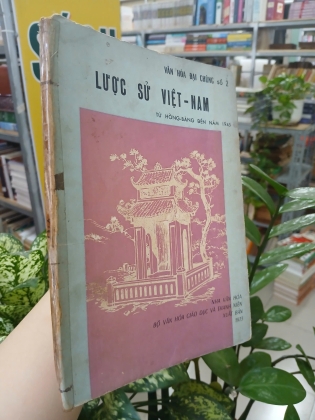 VĂN HÓA ĐẠI CHÚNG SỐ 2
LƯỢC SỬ VIỆT-NAM
TỪ HỒNG-BÀNG ĐẾN NĂM 1945
NHA VĂN HÓA
BỘ VĂN HÓA GIÁO DỤC VÀ THANH NIÊN
XUẤT BẢN